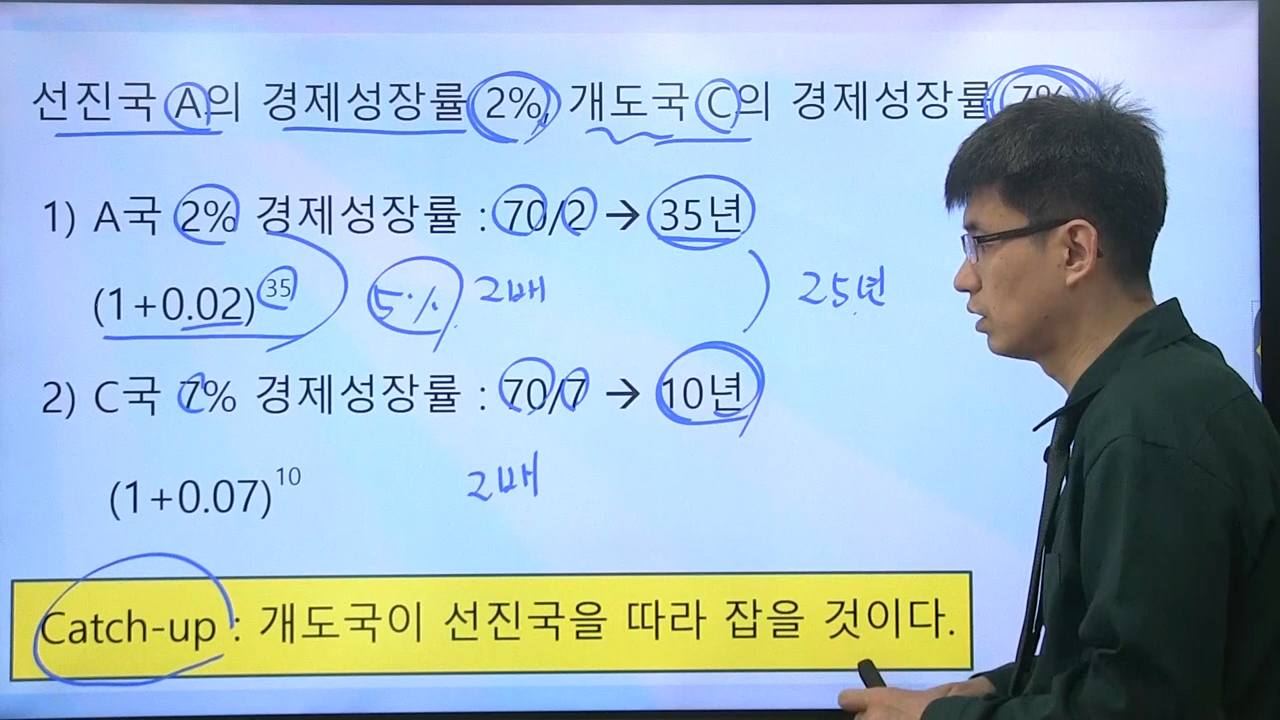 선진국 A의 경제성장률 2%, 개도국 C의 경제성장률 7%
1) A국 2% 경제성장률 : 70/2 → 35년
(1+0.02)^35 5% 2배 25년
2) C국 7% 경제성장률 : 70/7 → 10년
2배
(1+0.07)^10
Catch-up : 개도국이 선진국을 따라 잡을 것이다.